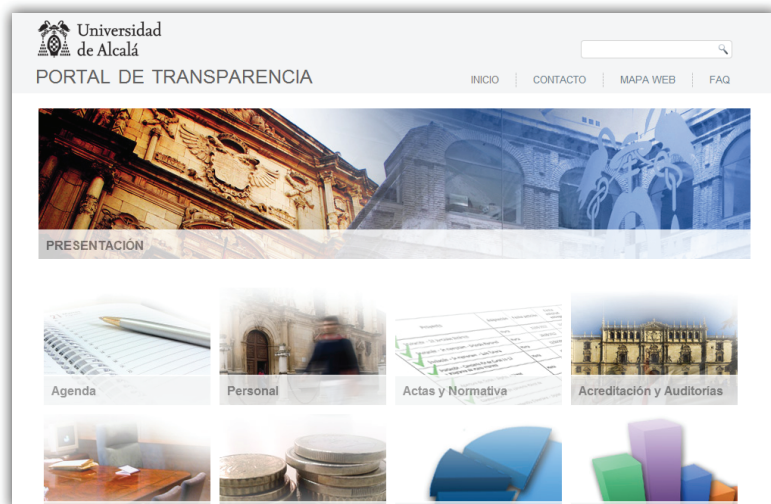 Universidad
de Alcalá
PORTAL DE TRANSPARENCIA
INICIO CONTACTO MAPA WEB FAQ
PRESENTACIÓN
Agenda
Personal
Actas y Normativa
Acreditación y Auditorías